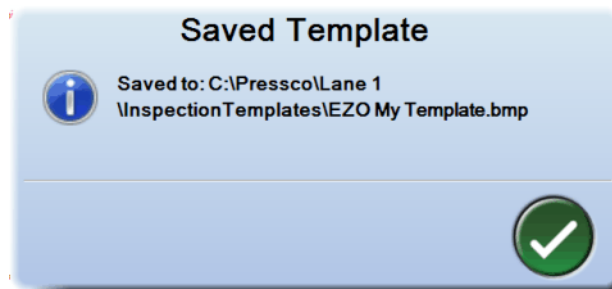 Saved Template
Saved to: C:\Pressco\Lane 1
\InspectionTemplates\EZO My Template.bmp